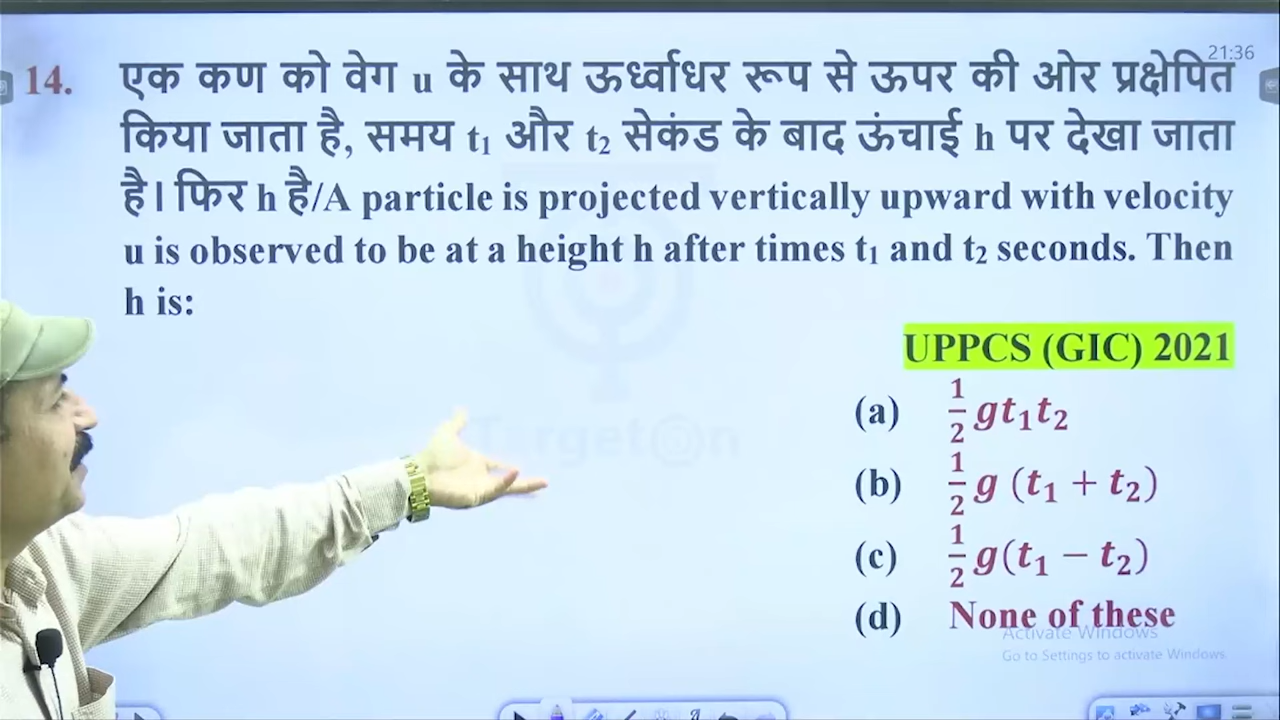 21:36
14. एक कण को वेग u के साथ ऊर्ध्वाधर रूप से ऊपर की ओर प्रक्षेपित
किया जाता है, समय t₁ और t₂ सेकंड के बाद ऊंचाई h पर देखा जाता
है। फिर h है/A particle is projected vertically upward with velocity
u is observed to be at a height h after times t₁ and t₂ seconds. Then
h is:
UPPCS (GIC) 2021
(a) 1/2 gt₁t₂
(b) 1/2 g (t₁ + t₂)
(c) 1/2 g(t₁ − t₂)
(d) None of these
Target@n
Activate Windows
Go to Settings to activate Windows.